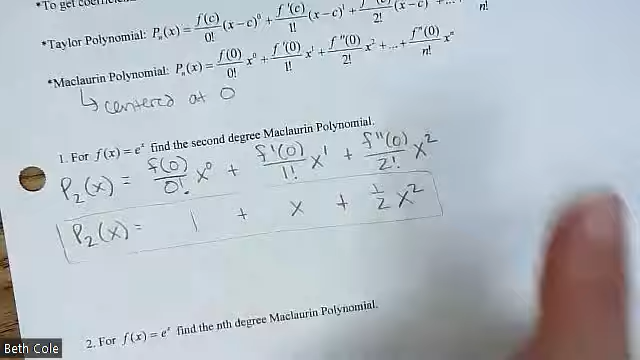 *To get coefficients
*Taylor Polynomial: Pₙ(x) = f(c)/0! (x − c)⁰ + f'(c)/1! (x − c)¹ + f''(c)/2! (x − c)² + ... n!
*Maclaurin Polynomial: Pₙ(x) = f(0)/0! x⁰ + f'(0)/1! x¹ + f''(0)/2! x² + ... + fⁿ(0)/n! xⁿ
↳ centered at 0
1. For f(x) = eˣ find the second degree Maclaurin Polynomial.
P₂(x) = f(0)/0! x⁰ + f'(0)/1! x¹ + f''(0)/2! x²
P₂(x) = 1 + x + 1/2 x²
2. For f(x) = eˣ find the nth degree Maclaurin Polynomial.
Beth Cole